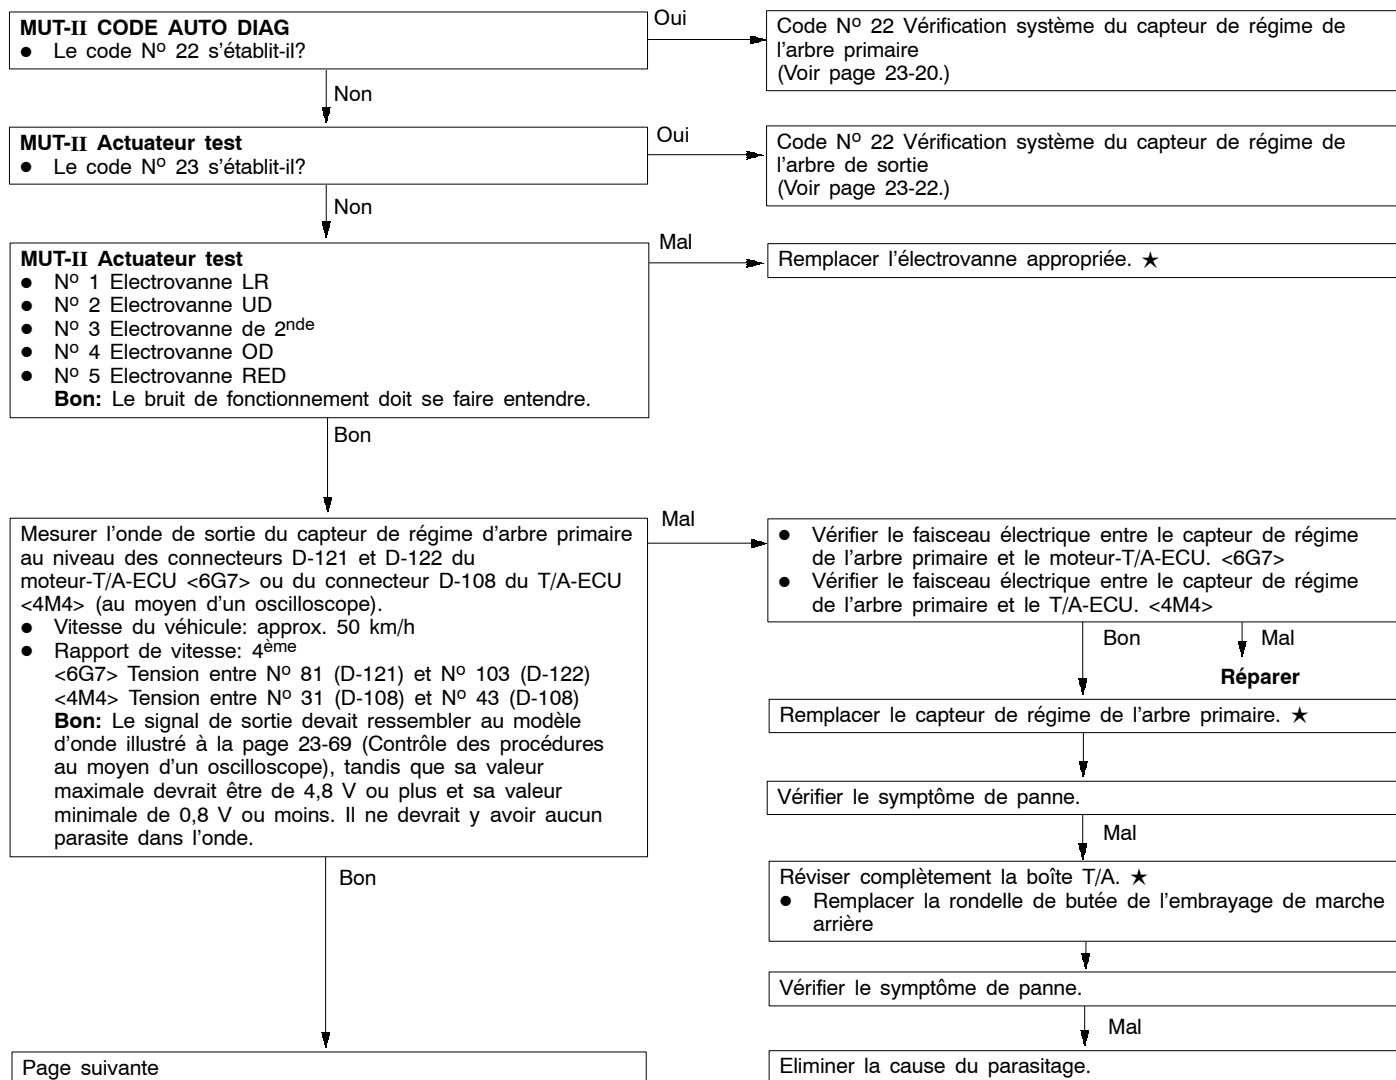 MUT-II CODE AUTO DIAG
● Le code Nº 22 s'établit-il?
Oui
Code Nº 22 Vérification système du capteur de régime de
l'arbre primaire
(Voir page 23-20.)
Non
MUT-II Actuateur test
● Le code Nº 23 s'établit-il?
Oui
Code Nº 22 Vérification système du capteur de régime de
l'arbre de sortie
(Voir page 23-22.)
Non
MUT-II Actuateur test
● Nº 1 Electrovanne LR
● Nº 2 Electrovanne UD
● Nº 3 Electrovanne de 2nde
● Nº 4 Electrovanne OD
● Nº 5 Electrovanne RED
Bon: Le bruit de fonctionnement doit se faire entendre.
Mal
Remplacer l'électrovanne appropriée. ★
Bon
Mesurer l'onde de sortie du capteur de régime d'arbre primaire
au niveau des connecteurs D-121 et D-122 du
moteur-T/A-ECU <6G7> ou du connecteur D-108 du T/A-ECU
<4M4> (au moyen d'un oscilloscope).
● Vitesse du véhicule: approx. 50 km/h
● Rapport de vitesse: 4ème
<6G7> Tension entre Nº 81 (D-121) et Nº 103 (D-122)
<4M4> Tension entre Nº 31 (D-108) et Nº 43 (D-108)
Bon: Le signal de sortie devait ressembler au modèle
d'onde illustré à la page 23-69 (Contrôle des procédures
au moyen d'un oscilloscope), tandis que sa valeur
maximale devrait être de 4,8 V ou plus et sa valeur
minimale de 0,8 V ou moins. Il ne devrait y avoir aucun
parasite dans l'onde.
Mal
● Vérifier le faisceau électrique entre le capteur de régime
de l'arbre primaire et le moteur-T/A-ECU. <6G7>
● Vérifier le faisceau électrique entre le capteur de régime
de l'arbre primaire et le T/A-ECU. <4M4>
Bon
Mal
Réparer
Remplacer le capteur de régime de l'arbre primaire. ★
Vérifier le symptôme de panne.
Mal
Réviser complètement la boîte T/A. ★
● Remplacer la rondelle de butée de l'embrayage de marche
arrière
Vérifier le symptôme de panne.
Mal
Eliminer la cause du parasitage.
Bon
Page suivante